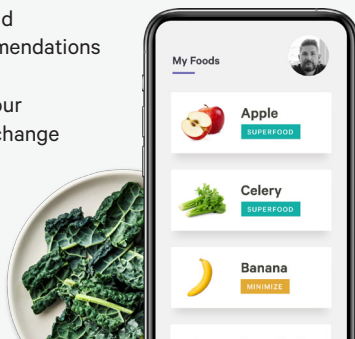 d
mendations
our
change
My Foods
Apple
SUPERFOOD
Celery
SUPERFOOD
Banana
MINIMIZE